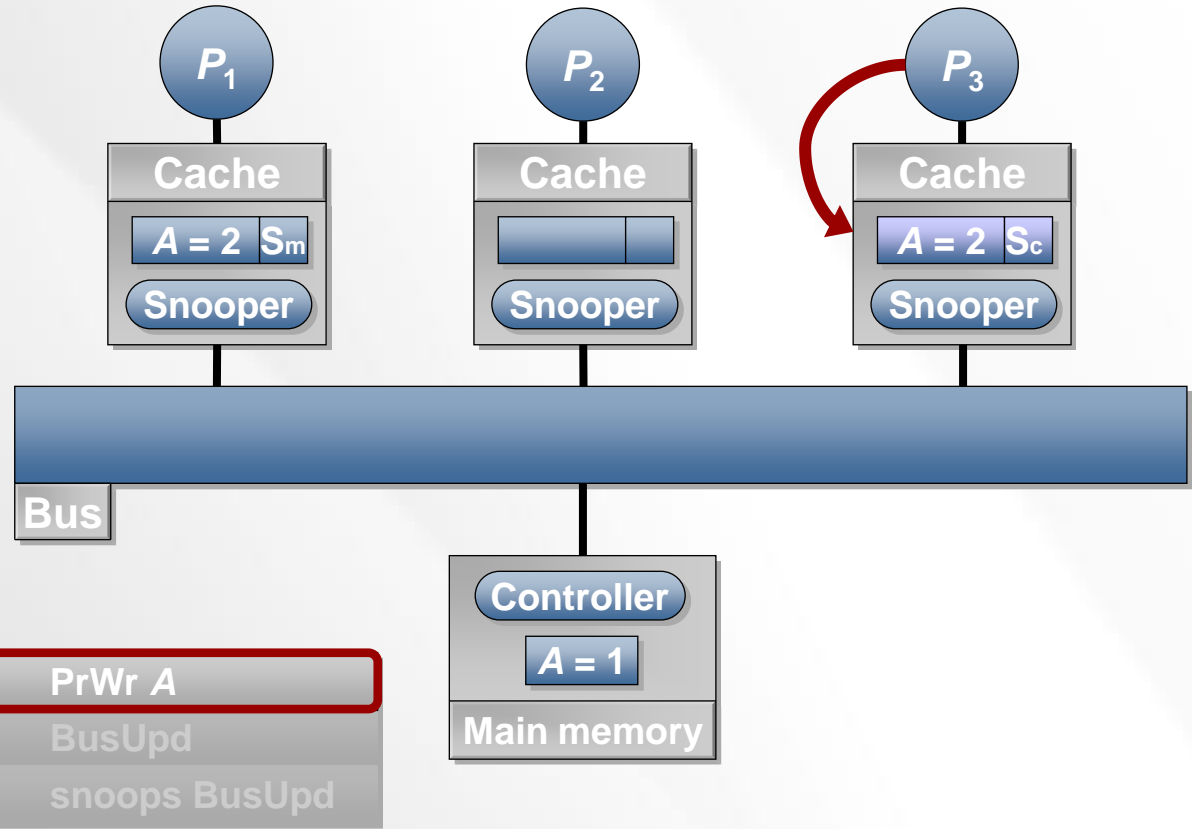 P1 P2 P3
Cache Cache Cache
A = 2 Sm A = 2 Sc
Snooper Snooper Snooper
Bus
Controller
A = 1
Main memory
PrWr A
BusUpd
snoops BusUpd